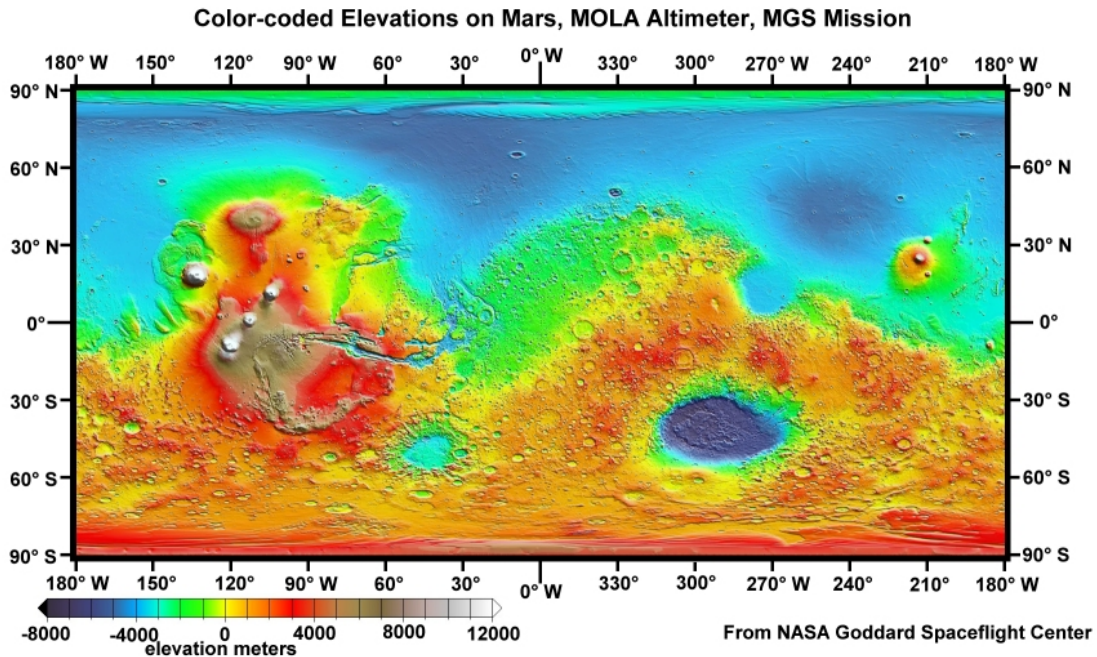 Color-coded Elevations on Mars, MOLA Altimeter, MGS Mission
180° W 150° 120° 90° 60° 30° 0° W 330° 300° 270° W 240° 210° 180° W
90° N 90° N
60° N 60° N
30° N 30° N
0° 0°
30° S 30° S
60° S 60° S
90° S 90° S
180° W 150° 120° 90° 60° 30° 0° W 330° 300° 270° W 240° 210° 180° W
-8000 -4000 0 4000 8000 12000
elevation meters
From NASA Goddard Spaceflight Center